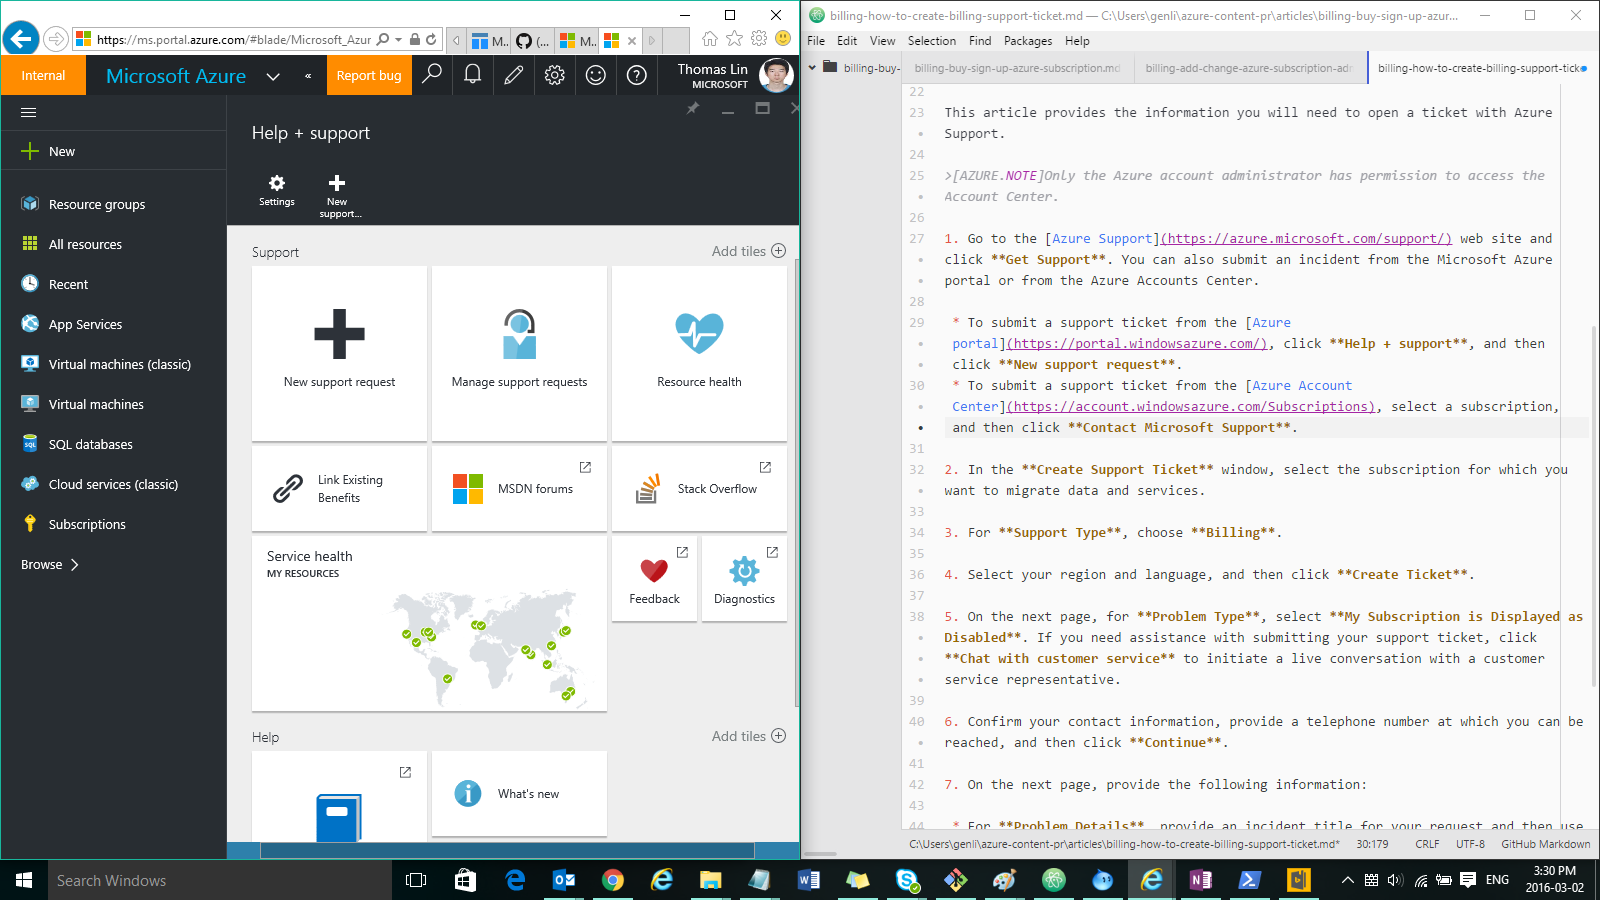 https://ms.portal.azure.com/#blade/Microsoft_Azur
M...
(...
M...
Internal
Microsoft Azure
«
Report bug
Thomas Lin
MICROSOFT
New
Resource groups
All resources
Recent
App Services
Virtual machines (classic)
Virtual machines
SQL databases
Cloud services (classic)
Subscriptions
Browse
Help + support
Settings
New
support...
Support
Add tiles
New support request
Manage support requests
Resource health
Link Existing
Benefits
MSDN forums
Stack Overflow
Service health
MY RESOURCES
Feedback
Diagnostics
Help
Add tiles
What's new
billing-how-to-create-billing-support-ticket.md — C:\Users\genli\azure-content-pr\articles\billing-buy-sign-up-azur...
File Edit View Selection Find Packages Help
billing-buy-
billing-buy-sign-up-azure-subscription.md
billing-add-change-azure-subscription-adm
billing-how-to-create-billing-support-ticke
22
23 This article provides the information you will need to open a ticket with Azure
Support.
24
25 >[AZURE.NOTE]Only the Azure account administrator has permission to access the
Account Center.
26
27 1. Go to the [Azure Support](https://azure.microsoft.com/support/) web site and
click **Get Support**. You can also submit an incident from the Microsoft Azure
portal or from the Azure Accounts Center.
28
29 * To submit a support ticket from the [Azure
portal](https://portal.windowsazure.com/), click **Help + support**, and then
click **New support request**.
30 * To submit a support ticket from the [Azure Account
Center](https://account.windowsazure.com/Subscriptions), select a subscription,
and then click **Contact Microsoft Support**.
31
32 2. In the **Create Support Ticket** window, select the subscription for which you
want to migrate data and services.
33
34 3. For **Support Type**, choose **Billing**.
35
36 4. Select your region and language, and then click **Create Ticket**.
37
38 5. On the next page, for **Problem Type**, select **My Subscription is Displayed as
Disabled**. If you need assistance with submitting your support ticket, click
**Chat with customer service** to initiate a live conversation with a customer
service representative.
39
40 6. Confirm your contact information, provide a telephone number at which you can be
reached, and then click **Continue**.
41
42 7. On the next page, provide the following information:
43
44 * For **Problem Details**, provide an incident title for your request and then use
C:\Users\genli\azure-content-pr\articles\billing-how-to-create-billing-support-ticket.md* 30:179 CRLF UTF-8 GitHub Markdown
Search Windows
ENG
3:30 PM
2016-03-02